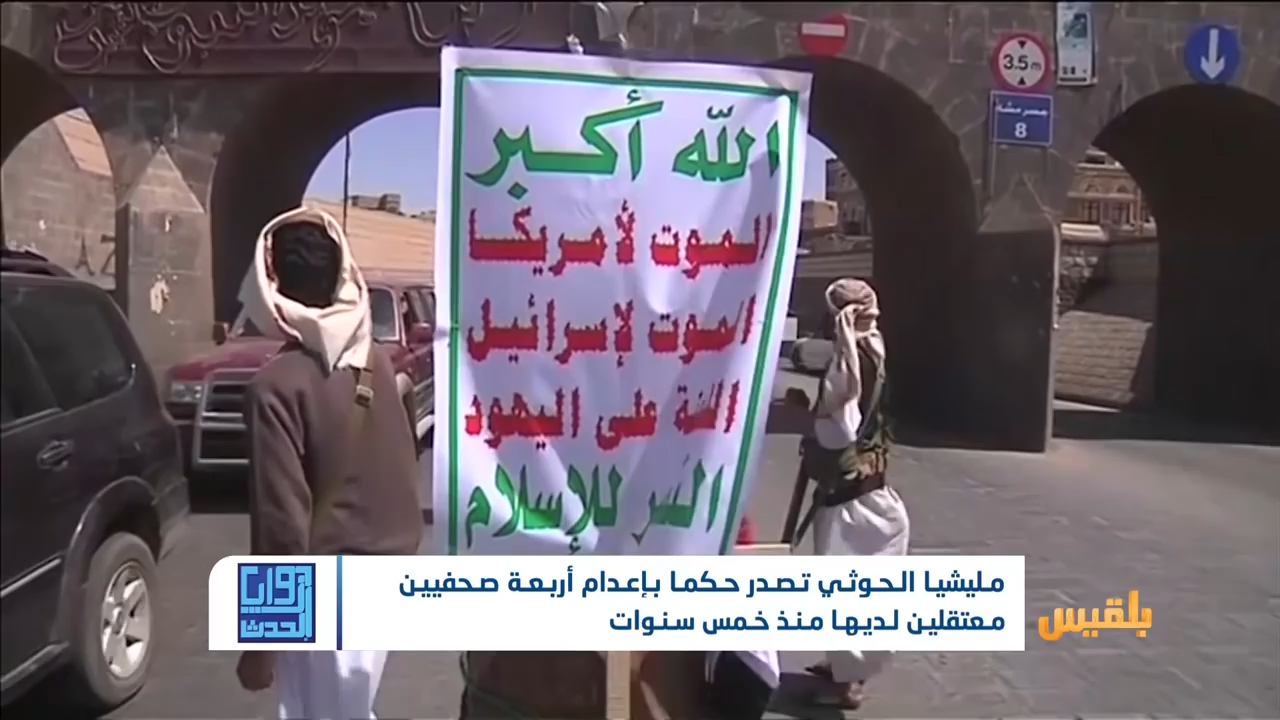 الله أكبر
الموت لأمريكا
الموت لإسرائيل
اللعنة على اليهود
النصر للإسلام
3.5m
8
مليشيا الحوثي تصدر حكما بإعدام أربعة صحفيين
معتقلين لديها منذ خمس سنوات
زوايا
الحدث
بلقيس